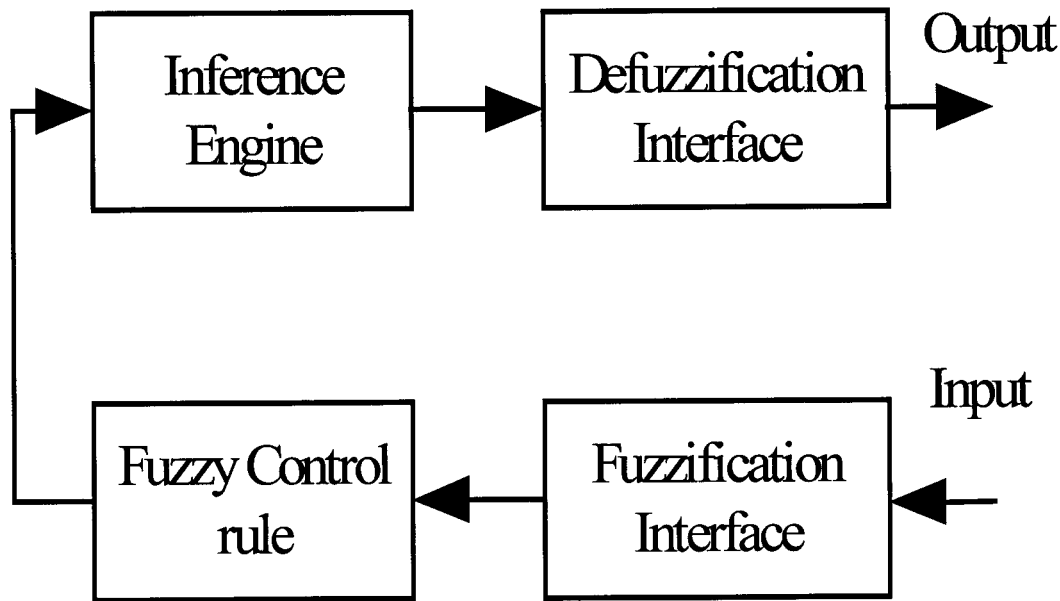 Inference
Engine
Defuzzification
Interface
Output
Fuzzy Control
rule
Fuzzification
Interface
Input